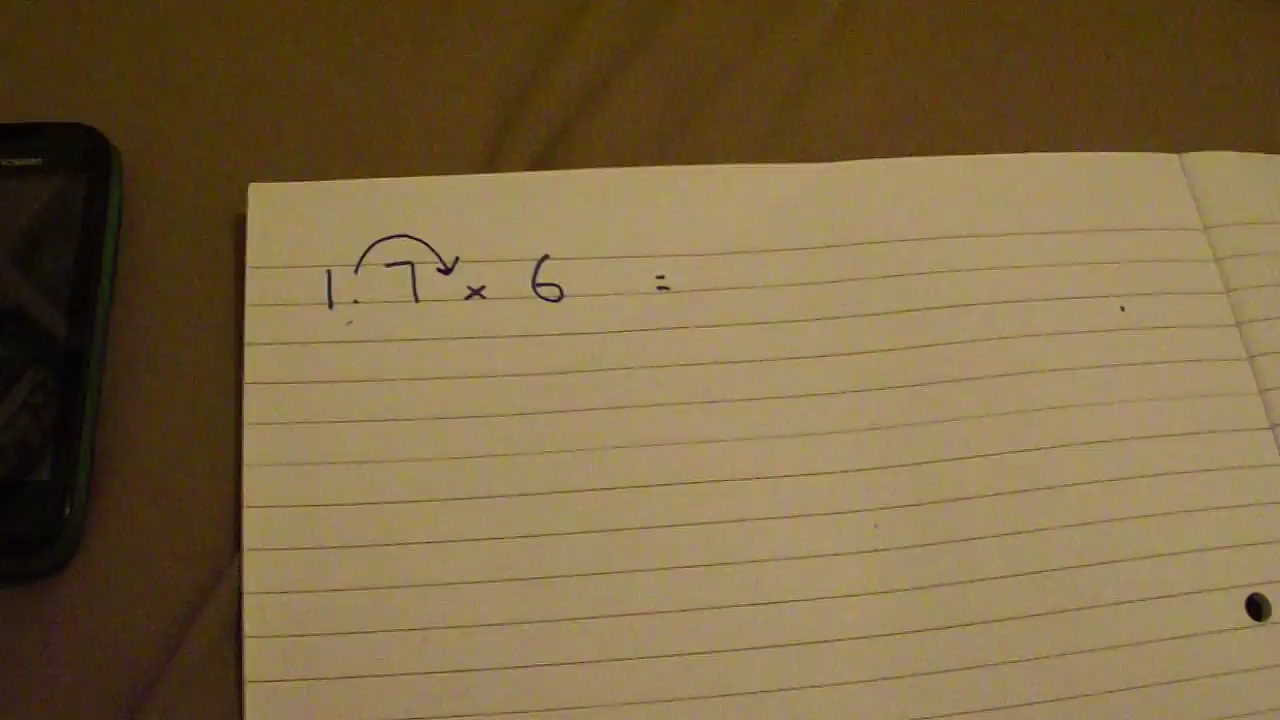 1.7 × 6 =